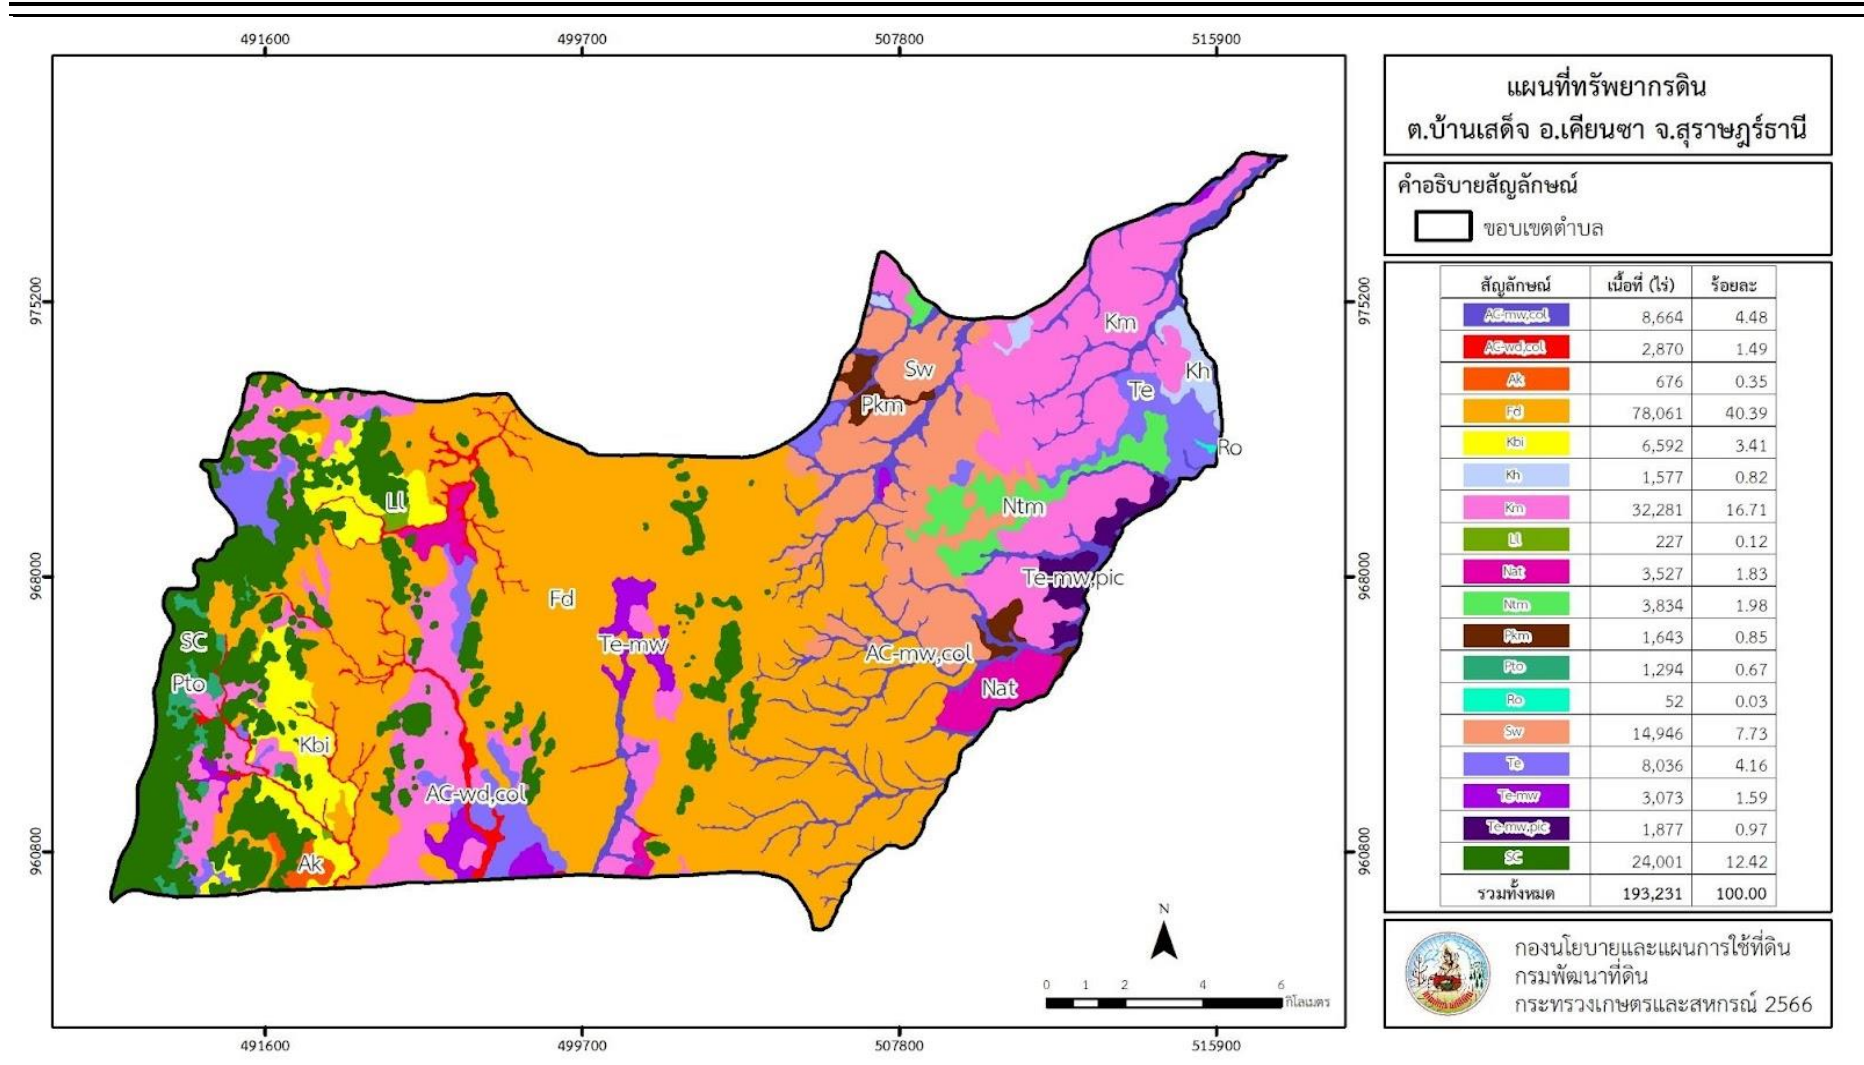 491600 499700 507800 515900
975200 975200
968000 968000
960800 960800
Km
Kh
Sw
Te
Pkm
Ro
Ll
Ntm
Te-mw,pic
Fd
SC
Te-mw
AC-mw,col
Pto
Nat
Kbi
AC-wd,col
Ak
N
0 1 2 4 6
กิโลเมตร
491600 499700 507800 515900
แผนที่ทรัพยากรดิน
ต.บ้านเสด็จ อ.เคียนซา จ.สุราษฎร์ธานี
คำอธิบายสัญลักษณ์
ขอบเขตตำบล
สัญลักษณ์ เนื้อที่ (ไร่) ร้อยละ
AC-mw,col 8,664 4.48
AC-wd,col 2,870 1.49
Ak 676 0.35
Fd 78,061 40.39
Kbi 6,592 3.41
Kh 1,577 0.82
Km 32,281 16.71
Ll 227 0.12
Nat 3,527 1.83
Ntm 3,834 1.98
Pkm 1,643 0.85
Pto 1,294 0.67
Ro 52 0.03
Sw 14,946 7.73
Te 8,036 4.16
Te-mw 3,073 1.59
Te-mw,pic 1,877 0.97
SC 24,001 12.42
รวมทั้งหมด 193,231 100.00
กองนโยบายและแผนการใช้ที่ดิน
กรมพัฒนาที่ดิน
กระทรวงเกษตรและสหกรณ์ 2566